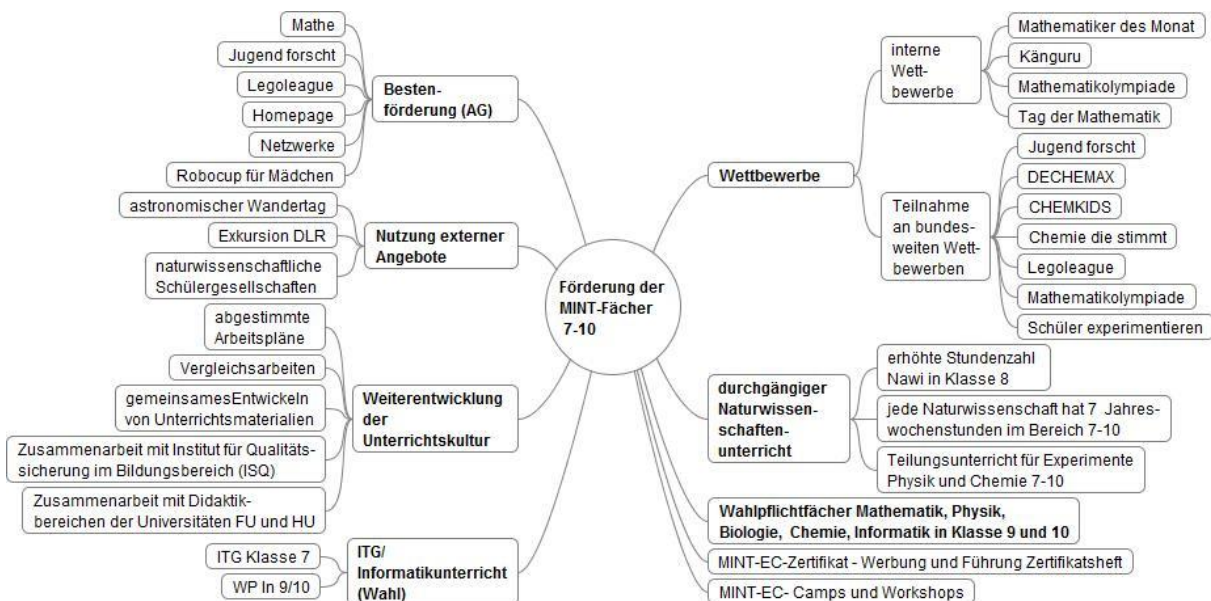 Mathe
Jugend forscht
Legoleague
Homepage
Netzwerke
Robocup für Mädchen
Besten-
förderung (AG)
astronomischer Wandertag
Exkursion DLR
naturwissenschaftliche
Schülergesellschaften
Nutzung externer
Angebote
abgestimmte
Arbeitspläne
Vergleichsarbeiten
gemeinsamesEntwickeln
von Unterrichtsmaterialien
Zusammenarbeit mit Institut für Qualitäts-
sicherung im Bildungsbereich (ISQ)
Zusammenarbeit mit Didaktik-
bereichen der Universitäten FU und HU
Weiterentwicklung
der
Unterrichtskultur
ITG Klasse 7
WP In 9/10
ITG/
Informatikunterricht
(Wahl)
Förderung der
MINT-Fächer
7-10
Wettbewerbe
interne
Wett-
bewerbe
Mathematiker des Monat
Känguru
Mathematikolympiade
Tag der Mathematik
Teilnahme
an bundes-
weiten Wett-
bewerben
Jugend forscht
DECHEMAX
CHEMKIDS
Chemie die stimmt
Legoleague
Mathematikolympiade
Schüler experimentieren
durchgängiger
Naturwissen-
schaften-
unterricht
erhöhte Stundenzahl
Nawi in Klasse 8
jede Naturwissenschaft hat 7 Jahres-
wochenstunden im Bereich 7-10
Teilungsunterricht für Experimente
Physik und Chemie 7-10
Wahlpflichtfächer Mathematik, Physik,
Biologie, Chemie, Informatik in Klasse 9 und 10
MINT-EC-Zertifikat - Werbung und Führung Zertifikatsheft
MINT-EC- Camps und Workshops